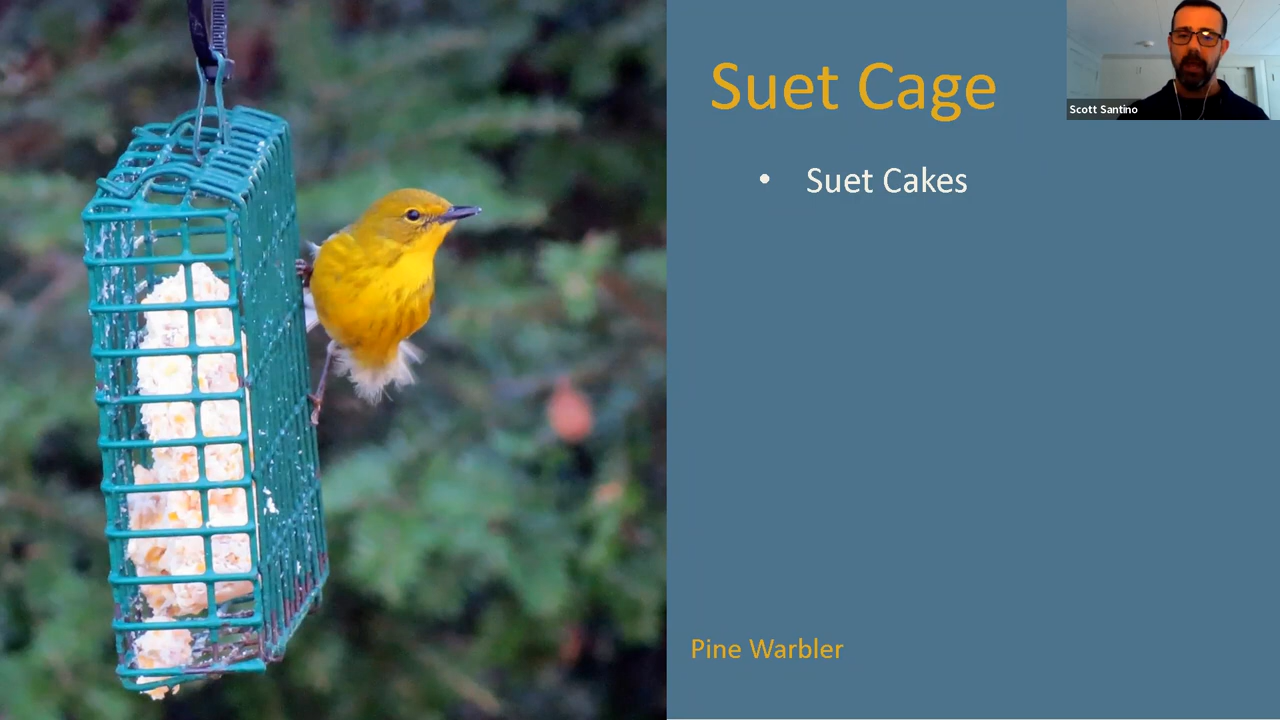 Suet Cage
Scott Santino
• Suet Cakes
Pine Warbler